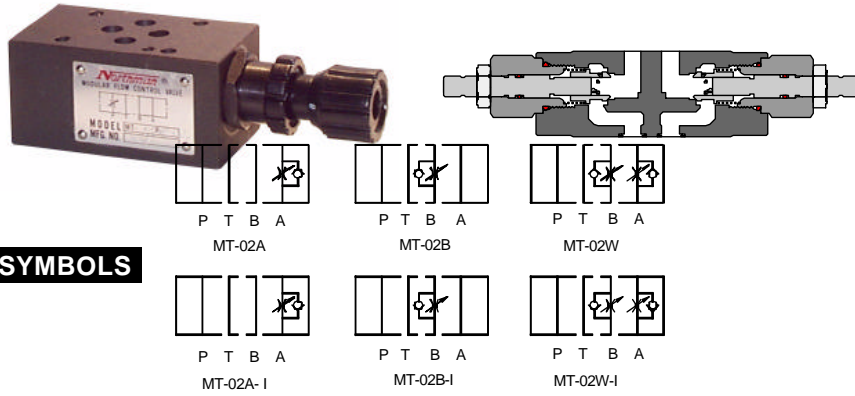 Northman
MODULAR FLOW CONTROL VALVE
MODEL
MFG. NO.
P T B A
MT-02A
P T B A
MT-02B
P T B A
MT-02W
SYMBOLS
P T B A
MT-02A- I
P T B A
MT-02B-I
P T B A
MT-02W-I